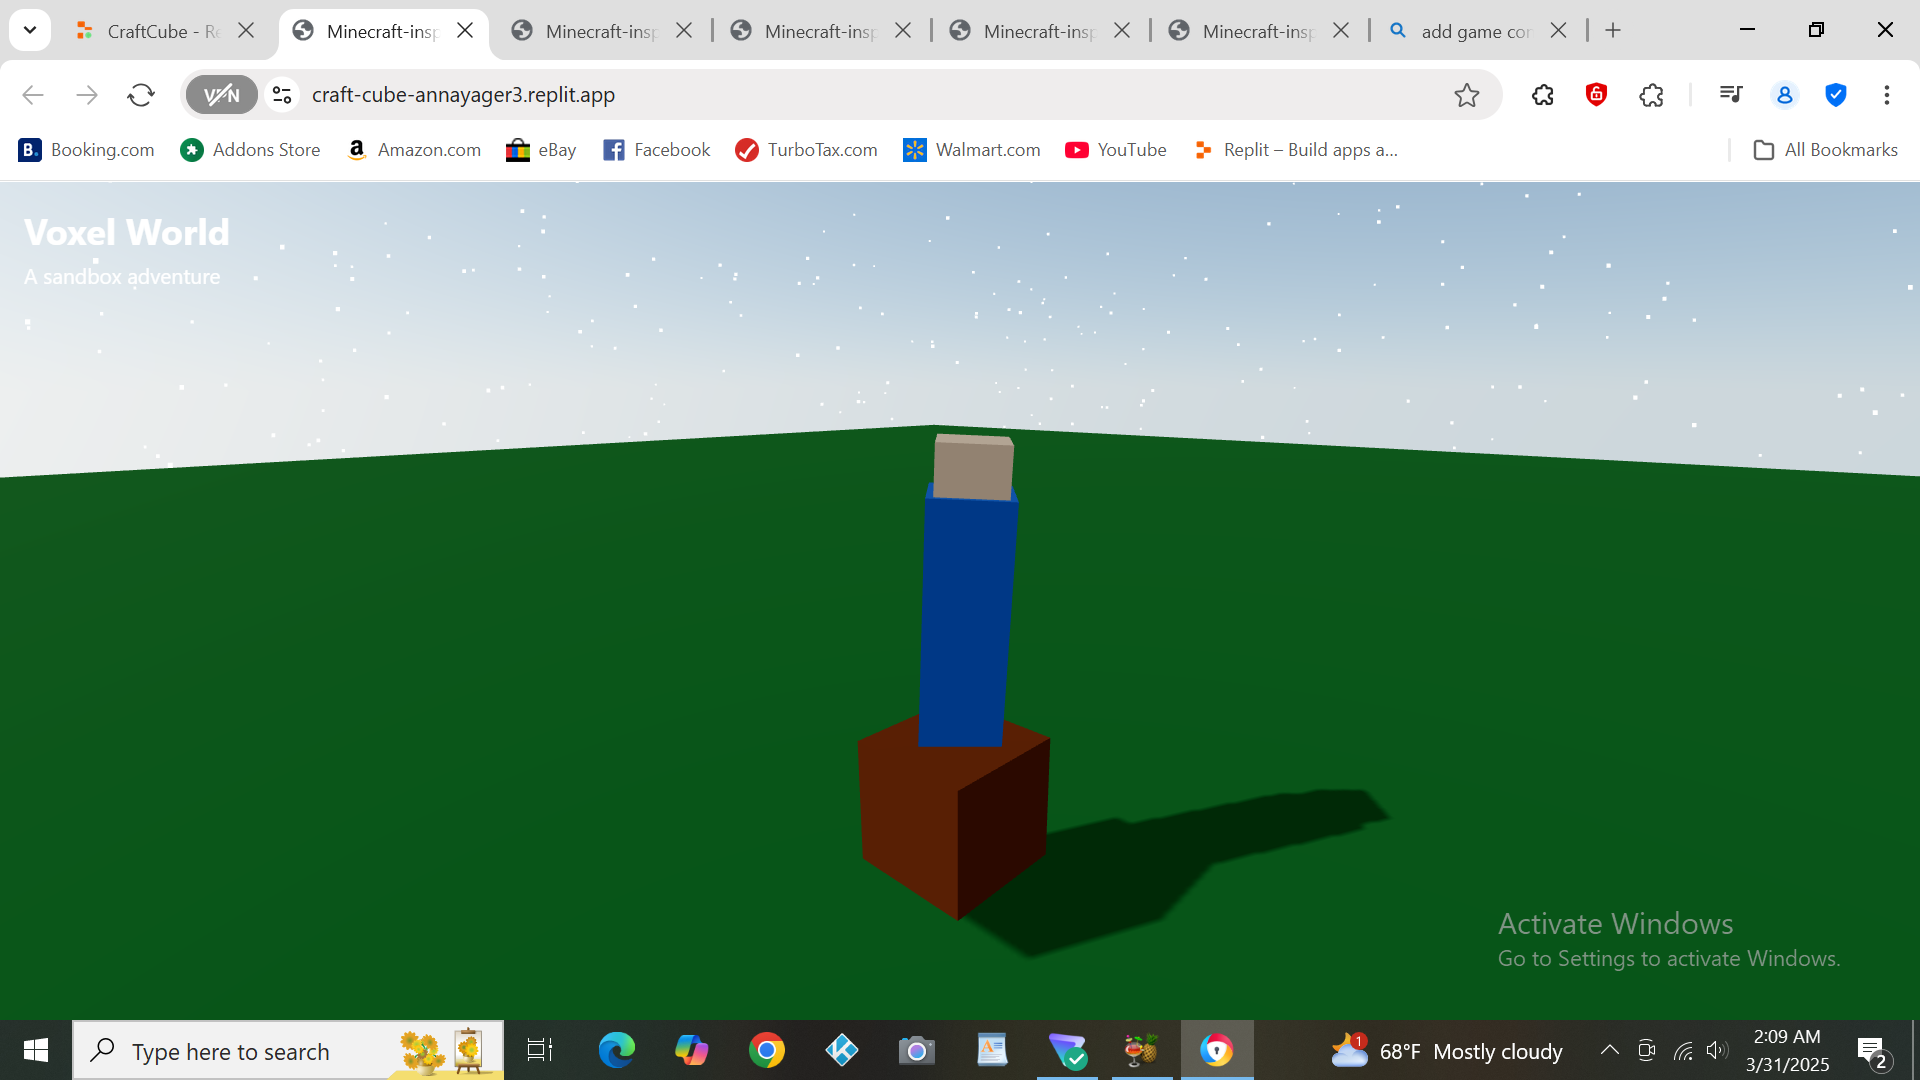 CraftCube - Re
Minecraft-insp
Minecraft-insp
Minecraft-insp
Minecraft-insp
Minecraft-insp
add game cor
VPN
craft-cube-annayager3.replit.app
B.
Booking.com
Addons Store
a
Amazon.com
eBay
Facebook
TurboTax.com
Walmart.com
YouTube
Replit – Build apps a...
All Bookmarks
Voxel World
A sandbox adventure
Activate Windows
Go to Settings to activate Windows.
Type here to search
1
68°F Mostly cloudy
2:09 AM
3/31/2025
2